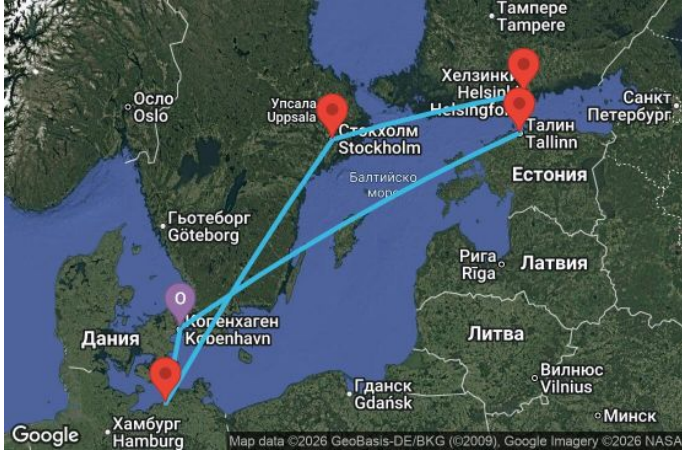 Тампере
Tampere
Хелзинки
Helsinki
Helsingfo
Осло
Oslo
Упсала
Uppsala
Санкт
Петербург
Стокхолм
Stockholm
Талин
Tallinn
Балтийско
море
Естония
Гьотеборг
Göteborg
Рига
Rīga
Латвия
O
Копенхаген
København
Дания
Литва
Вилнюс
Vilnius
Гданск
Gdańsk
Минск
Хамбург
Hamburg
Google
Map data ©2026 GeoBasis-DE/BKG (©2009), Google Imagery ©2026 NASA